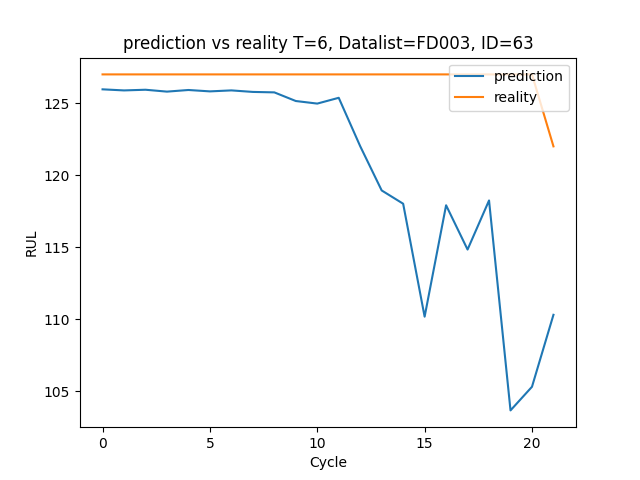 prediction vs reality T=6, Datalist=FD003, ID=63
prediction
reality
125
120
115
110
105
RUL
0
5
10
15
20
Cycle